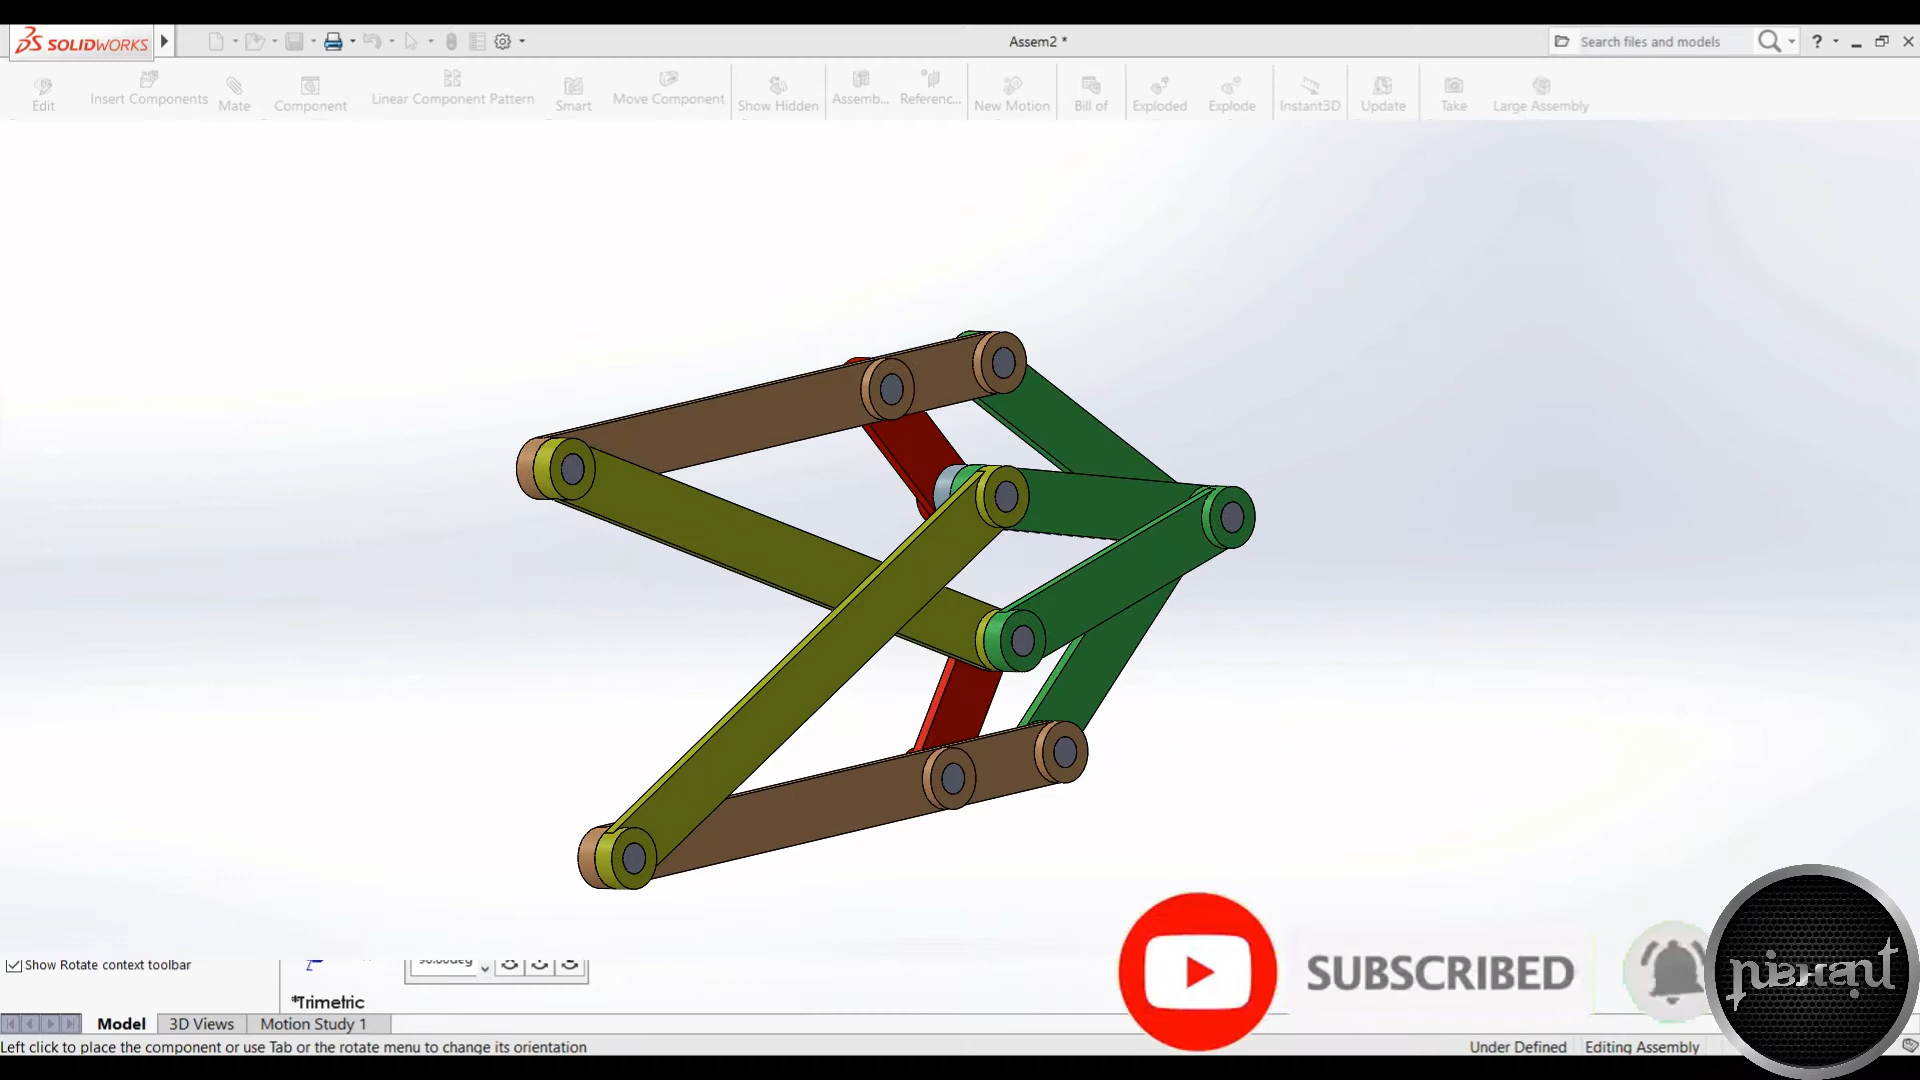 SOLIDWORKS
Assem2 *
Search files and models
?
Edit
Insert Components
Mate
Component
Linear Component Pattern
Smart
Move Component
Show Hidden
Assemb...
Referenc...
New Motion
Bill of
Exploded
Explode
Instant3D
Update
Take
Large Assembly
Show Rotate context toolbar
90.00deg
*Trimetric
SUBSCRIBED
Model
3D Views
Motion Study 1
Left click to place the component or use Tab or the rotate menu to change its orientation
Under Defined
Editing Assembly